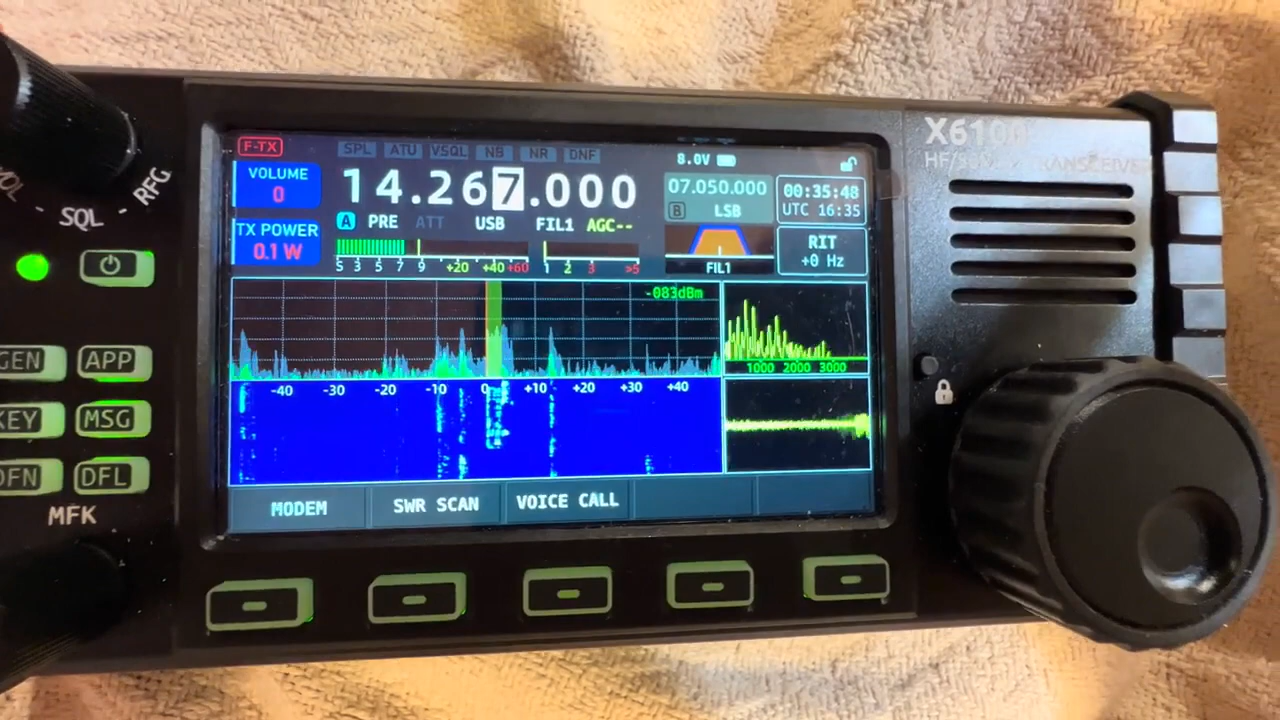 X6100
HF/50MHz TRANSCEIVER
F-TX
SPL ATU VSQL NB NR DNF
8.0V
VOLUME
0
14.267.000
07.050.000
B LSB
00:35:48
UTC 16:35
A PRE ATT USB FIL1 AGC--
TX POWER
0.1 W
S 3 5 7 9 +20 +40 +60
1 2 3 >5
FIL1
RIT
+0 Hz
-083dBm
1000 2000 3000
-40 -30 -20 -10 0 +10 +20 +30 +40
MODEM SWR SCAN VOICE CALL
SQL - RFG
GEN APP
KEY MSG
DFN DFL
MFK